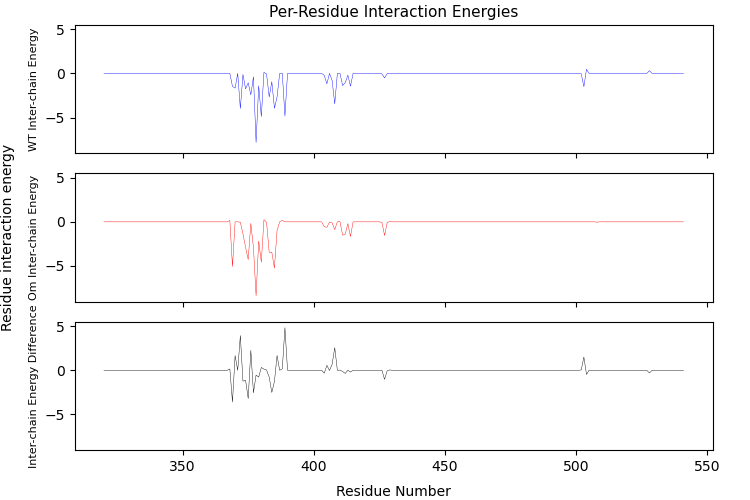 Per-Residue Interaction Energies
Residue interaction energy
WT Inter-chain Energy
5
0
−5
Om Inter-chain Energy
5
0
−5
Inter-chain Energy Difference
5
0
−5
350
400
450
500
550
Residue Number